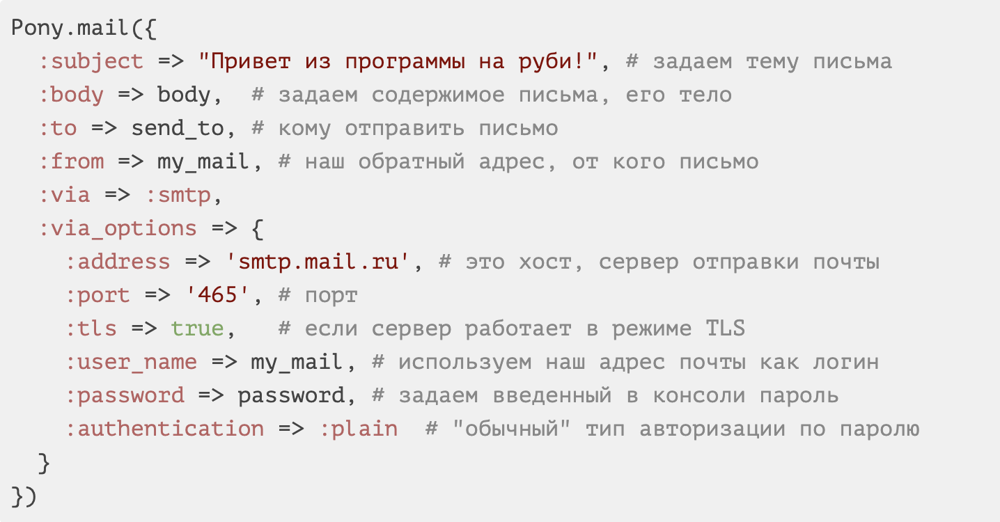 Pony.mail({
  :subject => "Привет из программы на руби!", # задаем тему письма
  :body => body,  # задаем содержимое письма, его тело
  :to => send_to, # кому отправить письмо
  :from => my_mail, # наш обратный адрес, от кого письмо
  :via => :smtp,
  :via_options => {
    :address => 'smtp.mail.ru', # это хост, сервер отправки почты
    :port => '465', # порт
    :tls => true,   # если сервер работает в режиме TLS
    :user_name => my_mail, # используем наш адрес почты как логин
    :password => password, # задаем введенный в консоли пароль
    :authentication => :plain  # "обычный" тип авторизации по паролю
  }
})